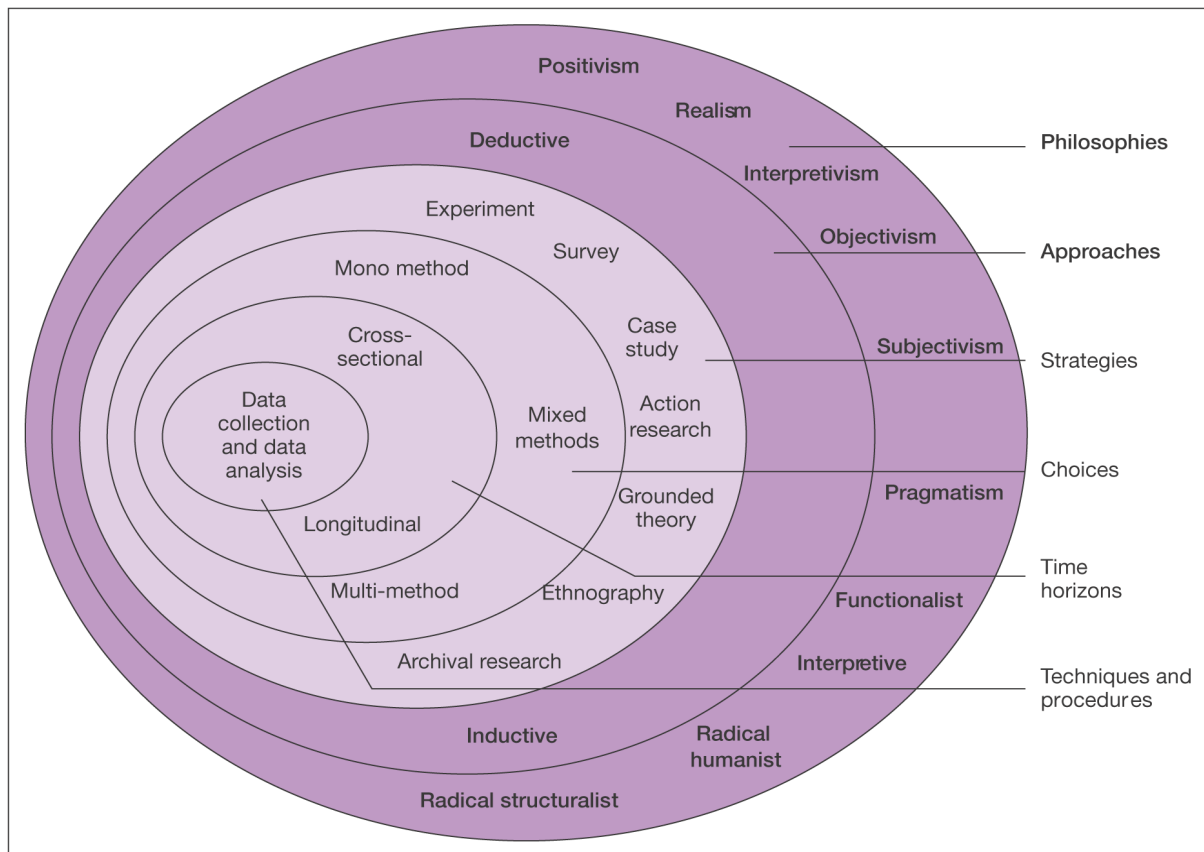 Positivism
Realism
Philosophies
Deductive
Interpretivism
Experiment
Objectivism
Approaches
Survey
Mono method
Case
study
Subjectivism
Strategies
Cross-
sectional
Data
collection
and data
analysis
Mixed
methods
Action
research
Choices
Pragmatism
Grounded
theory
Longitudinal
Time
horizons
Multi-method
Ethnography
Functionalist
Archival research
Interpretive
Techniques and
procedures
Inductive
Radical
humanist
Radical structuralist